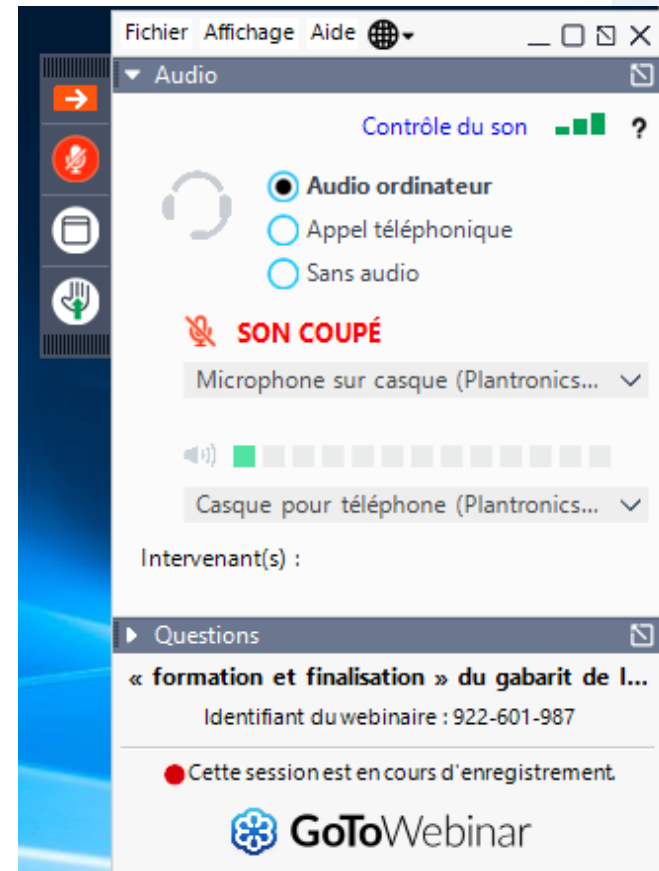 Fichier Affichage Aide
Audio
Contrôle du son ?
Audio ordinateur
Appel téléphonique
Sans audio
SON COUPÉ
Microphone sur casque (Plantronics...
Casque pour téléphone (Plantronics...
Intervenant(s) :
Questions
« formation et finalisation » du gabarit de l...
Identifiant du webinaire : 922-601-987
Cette session est en cours d'enregistrement.
GoToWebinar